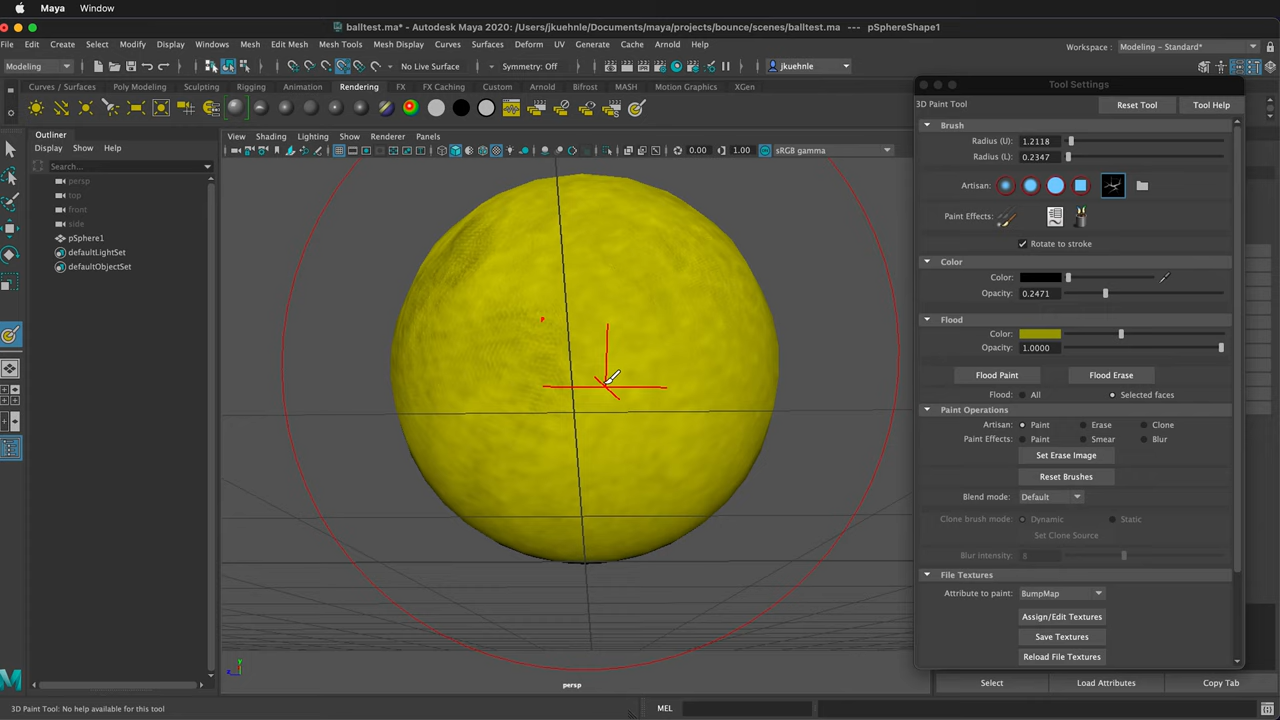 Maya Window
balltest.ma* - Autodesk Maya 2020: /Users/jkuehnle/Documents/maya/projects/bounce/scenes/balltest.ma --- pSphereShape1
File Edit Create Select Modify Display Windows Mesh Edit Mesh Mesh Tools Mesh Display Curves Surfaces Deform UV Generate Cache Arnold Help
Workspace : Modeling - Standard*
Modeling No Live Surface Symmetry: Off jkuehnle
Curves / Surfaces Poly Modeling Sculpting Rigging Animation Rendering FX FX Caching Custom Arnold Bifrost MASH Motion Graphics XGen
Tool Settings
3D Paint Tool Reset Tool Tool Help
Outliner
Display Show Help
Search...
persp
top
front
side
pSphere1
defaultLightSet
defaultObjectSet
View Shading Lighting Show Renderer Panels
0.00 1.00 sRGB gamma
persp
Brush
Radius (U): 1.2118
Radius (L): 0.2347
Artisan:
Paint Effects:
Rotate to stroke
Color
Color:
Opacity: 0.2471
Flood
Color:
Opacity: 1.0000
Flood Paint Flood Erase
Flood: All Selected faces
Paint Operations
Artisan: Paint Erase Clone
Paint Effects: Paint Smear Blur
Set Erase Image
Reset Brushes
Blend mode: Default
Clone brush mode: Dynamic Static
Set Clone Source
Blur intensity: 8
File Textures
Attribute to paint: BumpMap
Assign/Edit Textures
Save Textures
Reload File Textures
Select Load Attributes Copy Tab
3D Paint Tool: No help available for this tool MEL